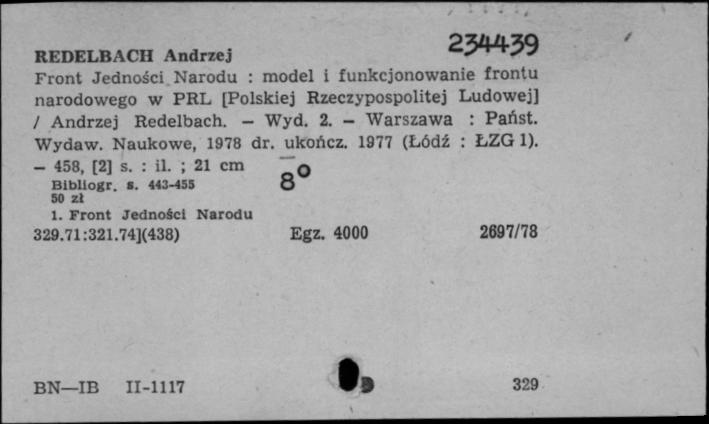 234439
REDELBACH Andrzej
Front Jedności Narodu : model i funkcjonowanie frontu
narodowego w PRL [Polskiej Rzeczypospolitej Ludowej]
/ Andrzej Redelbach. — Wyd. 2. — Warszawa : Państ.
Wydaw. Naukowe, 1978 dr. ukończ. 1977 (Łódź : ŁZG 1).
— 458, [2] s. : il. ; 21 cm
8°
Bibliogr. s. 443-455
50 zł
1. Front Jedności Narodu
329.71:321.74](438) Egz. 4000 2697/78
BN—IB II-1117 329